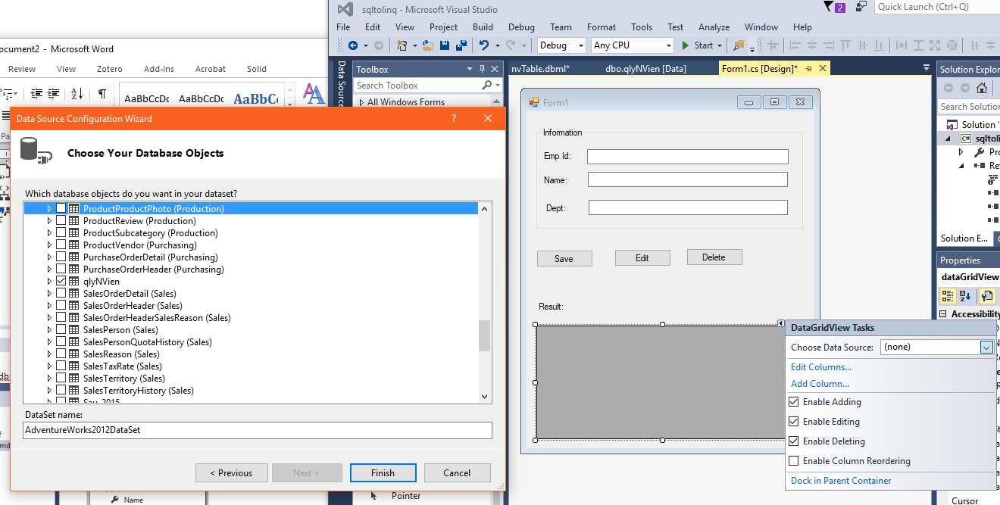 ocument2 - Microsoft Word
Review View Zotero Add-Ins Acrobat Solid
AaBbCcDc AaBbCcDc AaBbC
Data Source Configuration Wizard
Choose Your Database Objects
Which database objects do you want in your dataset?
ProductProductPhoto (Production)
ProductReview (Production)
ProductSubcategory (Production)
ProductVendor (Purchasing)
PurchaseOrderDetail (Purchasing)
PurchaseOrderHeader (Purchasing)
qlyNVien
SalesOrderDetail (Sales)
SalesOrderHeader (Sales)
SalesOrderHeaderSalesReason (Sales)
SalesPerson (Sales)
SalesPersonQuotaHistory (Sales)
SalesReason (Sales)
SalesTaxRate (Sales)
SalesTerritory (Sales)
SalesTerritoryHistory (Sales)
DataSet name:
AdventureWorks2012DataSet
< Previous Next > Finish Cancel
Name
sqltolinq - Microsoft Visual Studio
2
Quick Launch (Ctrl+Q)
File Edit View Project Build Debug Team Format Tools Test Analyze Window Help
Debug Any CPU Start
Data Source
Toolbox
Search Toolbox
All Windows Forms
Pointer
nvTable.dbml* dbo.qlyNVien [Data] Form1.cs [Design]*
Form1
Information
Emp Id:
Name:
Dept:
Save Edit Delete
Result:
DataGridView Tasks
Choose Data Source: (none)
Edit Columns...
Add Column...
Enable Adding
Enable Editing
Enable Deleting
Enable Column Reordering
Dock in Parent Container
Solution Explor
Search Solution
Solution '
sqltolin
Pro
Re
Solution E...
Properties
dataGridView
Accessibility
Cursor